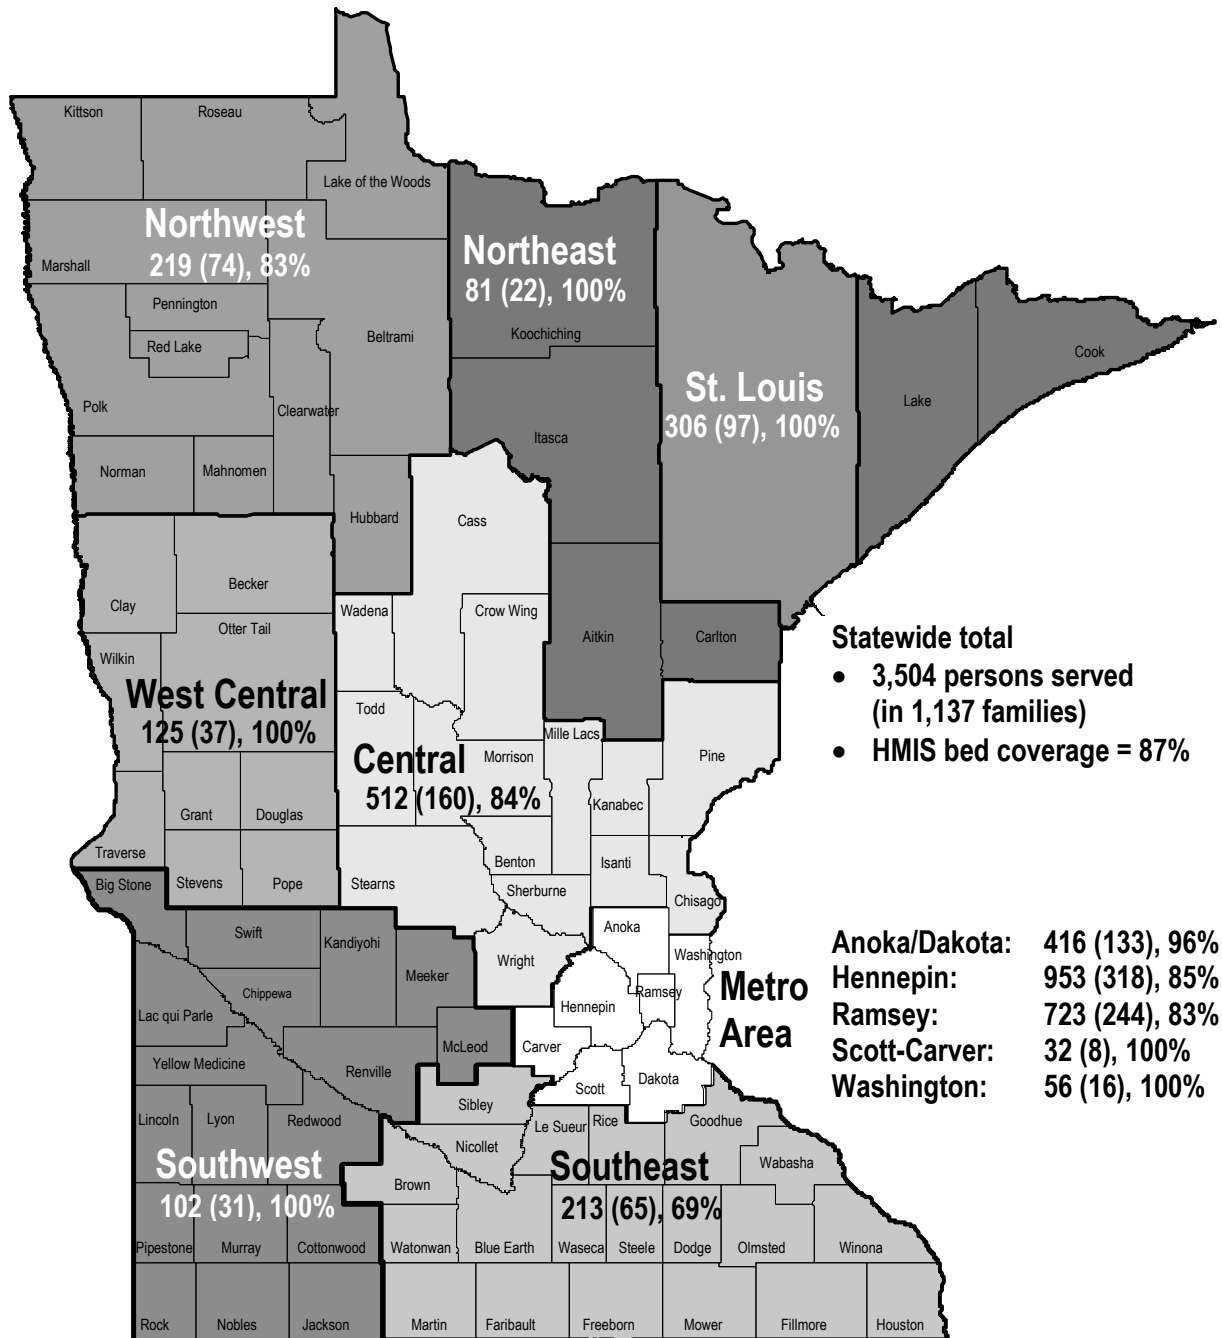 Kittson
Roseau
Lake of the Woods
Northwest
219 (74), 83%
Marshall
Pennington
Red Lake
Beltrami
Polk
Clearwater
Norman
Mahnomen
Hubbard
Northeast
81 (22), 100%
Koochiching
Itasca
Aitkin
Carlton
Lake
Cook
St. Louis
306 (97), 100%
Cass
Wadena
Crow Wing
Todd
Morrison
Mille Lacs
Pine
Kanabec
Central
512 (160), 84%
Benton
Isanti
Stearns
Sherburne
Chisago
Wright
Becker
Clay
Otter Tail
Wilkin
West Central
125 (37), 100%
Grant
Douglas
Traverse
Stevens
Pope
Statewide total
• 3,504 persons served
(in 1,137 families)
• HMIS bed coverage = 87%
Big Stone
Swift
Kandiyohi
Meeker
Chippewa
Lac qui Parle
McLeod
Yellow Medicine
Renville
Lincoln
Lyon
Redwood
Southwest
102 (31), 100%
Pipestone
Murray
Cottonwood
Rock
Nobles
Jackson
Anoka
Washington
Hennepin
Ramsey
Carver
Scott
Dakota
Metro
Area
Anoka/Dakota: 416 (133), 96%
Hennepin: 953 (318), 85%
Ramsey: 723 (244), 83%
Scott-Carver: 32 (8), 100%
Washington: 56 (16), 100%
Sibley
Nicollet
Le Sueur
Rice
Goodhue
Wabasha
Brown
Southeast
213 (65), 69%
Watonwan
Blue Earth
Waseca
Steele
Dodge
Olmsted
Winona
Martin
Faribault
Freeborn
Mower
Fillmore
Houston